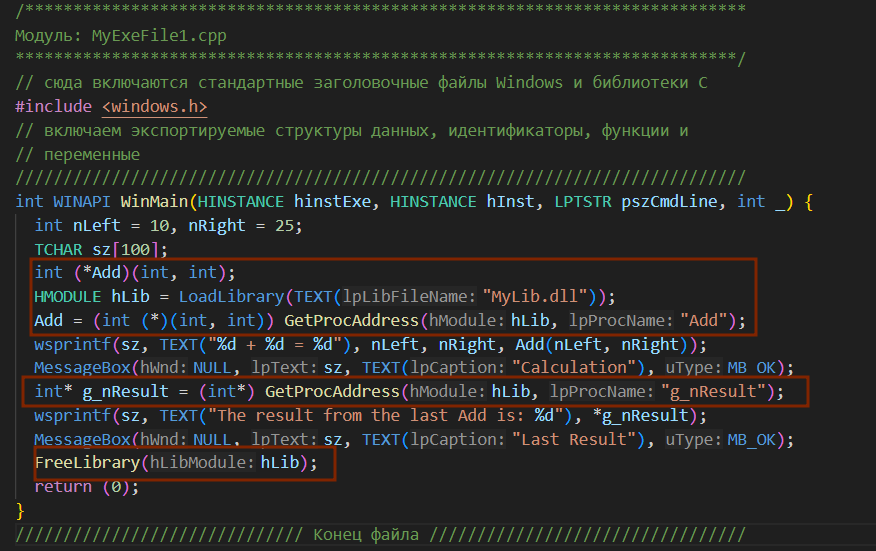 /***************************************************************************
Модуль: MyExeFile1.cpp
***************************************************************************/
// сюда включаются стандартные заголовочные файлы Windows и библиотеки C
#include <windows.h>
// включаем экспортируемые структуры данных, идентификаторы, функции и
// переменные
////////////////////////////////////////////////////////////////////////////
int WINAPI WinMain(HINSTANCE hinstExe, HINSTANCE hInst, LPTSTR pszCmdLine, int _) {
int nLeft = 10, nRight = 25;
TCHAR sz[100];
int (*Add)(int, int);
HMODULE hLib = LoadLibrary(TEXT(lpLibFileName:"MyLib.dll"));
Add = (int (*)(int, int)) GetProcAddress(hModule:hLib, lpProcName:"Add");
wsprintf(sz, TEXT("%d + %d = %d"), nLeft, nRight, Add(nLeft, nRight));
MessageBox(hWnd:NULL, lpText:sz, TEXT(lpCaption:"Calculation"), uType:MB_OK);
int* g_nResult = (int*) GetProcAddress(hModule:hLib, lpProcName:"g_nResult");
wsprintf(sz, TEXT("The result from the last Add is: %d"), *g_nResult);
MessageBox(hWnd:NULL, lpText:sz, TEXT(lpCaption:"Last Result"), uType:MB_OK);
FreeLibrary(hLibModule:hLib);
return (0);
}
////////////////////////////// Конец файла /////////////////////////////////